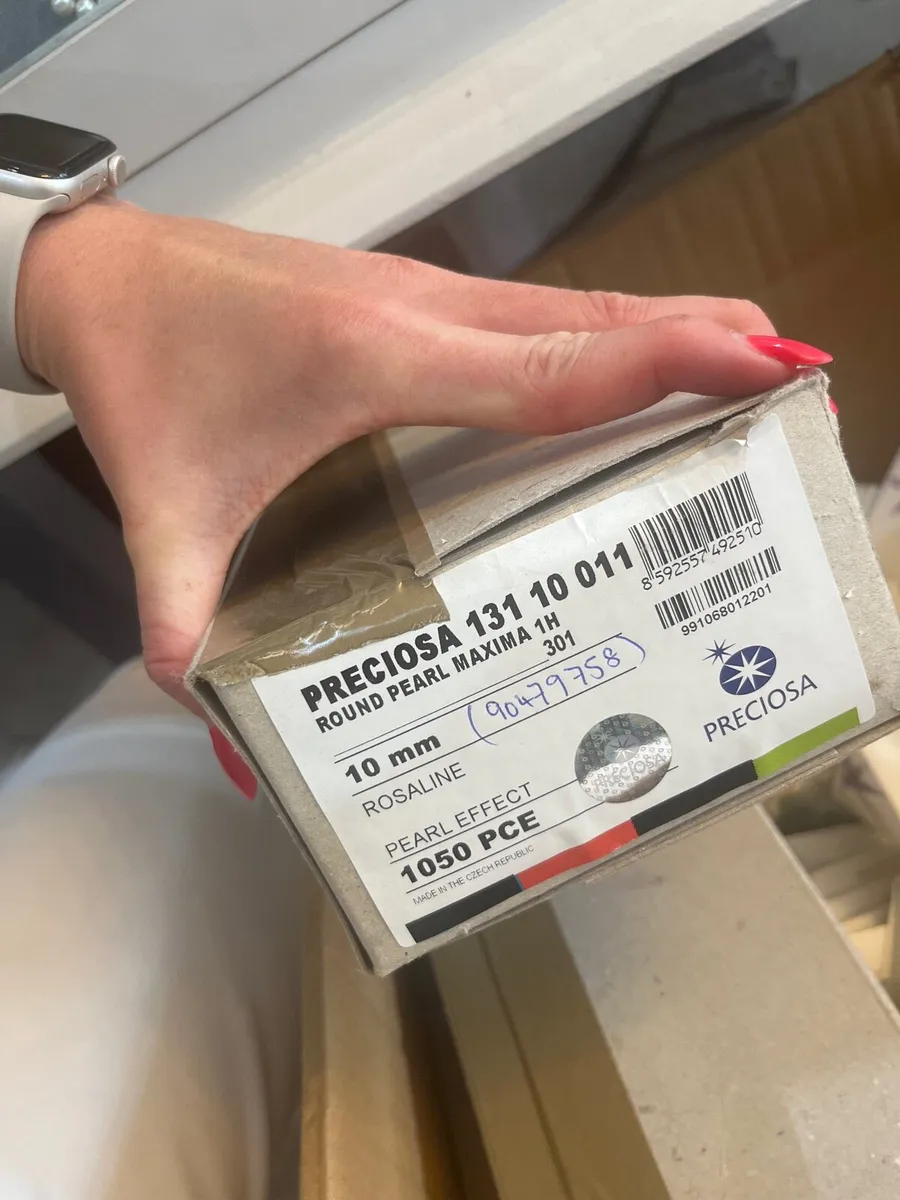 PRECIOSA 131 10 011
ROUND PEARL MAXIMA 1H
301
(90479758)
10 mm
ROSALINE
PEARL EFFECT
1050 PCE
MADE IN THE CZECH REPUBLIC
8 592557 492510
991068012201
PRECIOSA
PRECIOSA